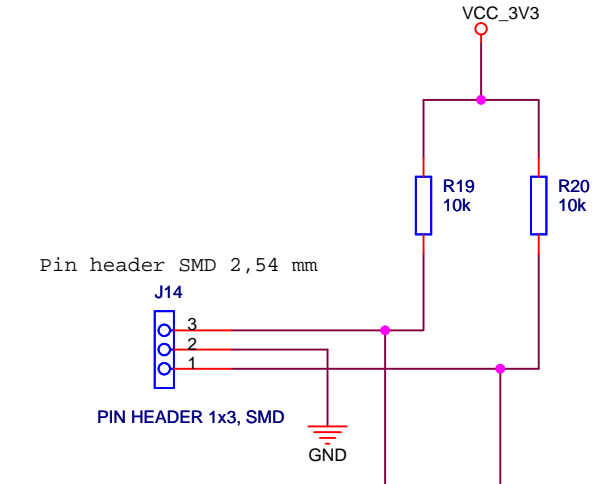 VCC_3V3
R19
10k
R20
10k
Pin header SMD 2,54 mm
J14
3
2
1
PIN HEADER 1x3, SMD
GND